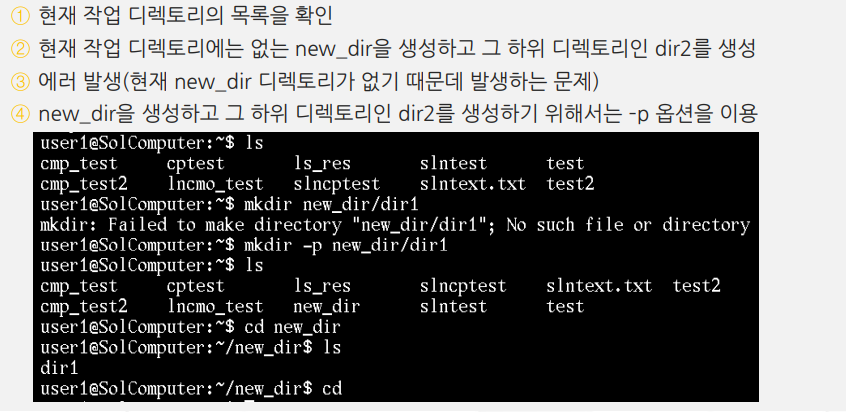 ① 현재 작업 디렉토리의 목록을 확인
② 현재 작업 디렉토리에는 없는 new_dir을 생성하고 그 하위 디렉토리인 dir2를 생성
③ 에러 발생(현재 new_dir 디렉토리가 없기 때문데 발생하는 문제)
④ new_dir을 생성하고 그 하위 디렉토리인 dir2를 생성하기 위해서는 -p 옵션을 이용
user1@SolComputer:~$ ls
cmp_test cptest ls_res slntest test
cmp_test2 lncmo_test slncptest slntext.txt test2
user1@SolComputer:~$ mkdir new_dir/dir1
mkdir: Failed to make directory "new_dir/dir1"; No such file or directory
user1@SolComputer:~$ mkdir -p new_dir/dir1
user1@SolComputer:~$ ls
cmp_test cptest ls_res slncptest slntext.txt test2
cmp_test2 lncmo_test new_dir slntest test
user1@SolComputer:~$ cd new_dir
user1@SolComputer:~/new_dir$ ls
dir1
user1@SolComputer:~/new_dir$ cd